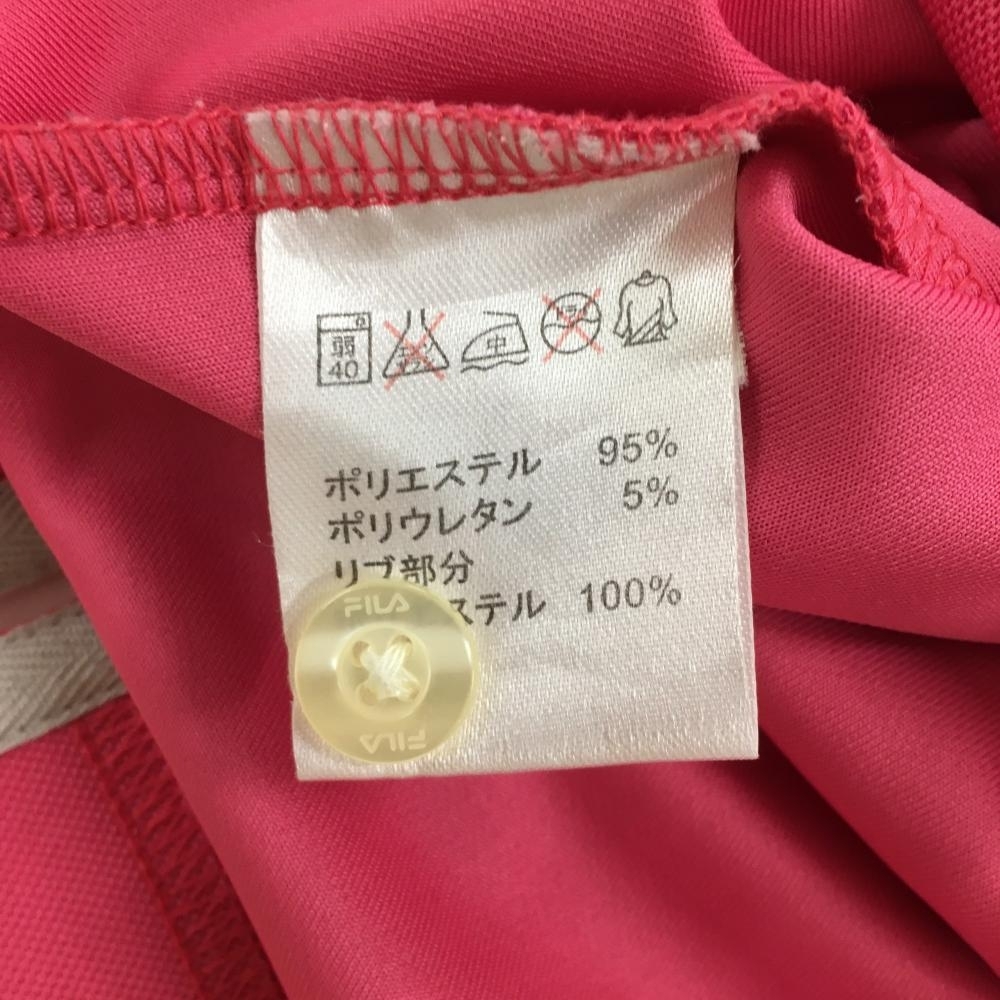 弱
40
中
ポリエステル 95%
ポリウレタン 5%
リブ部分
ステル 100%
FILA
FILA